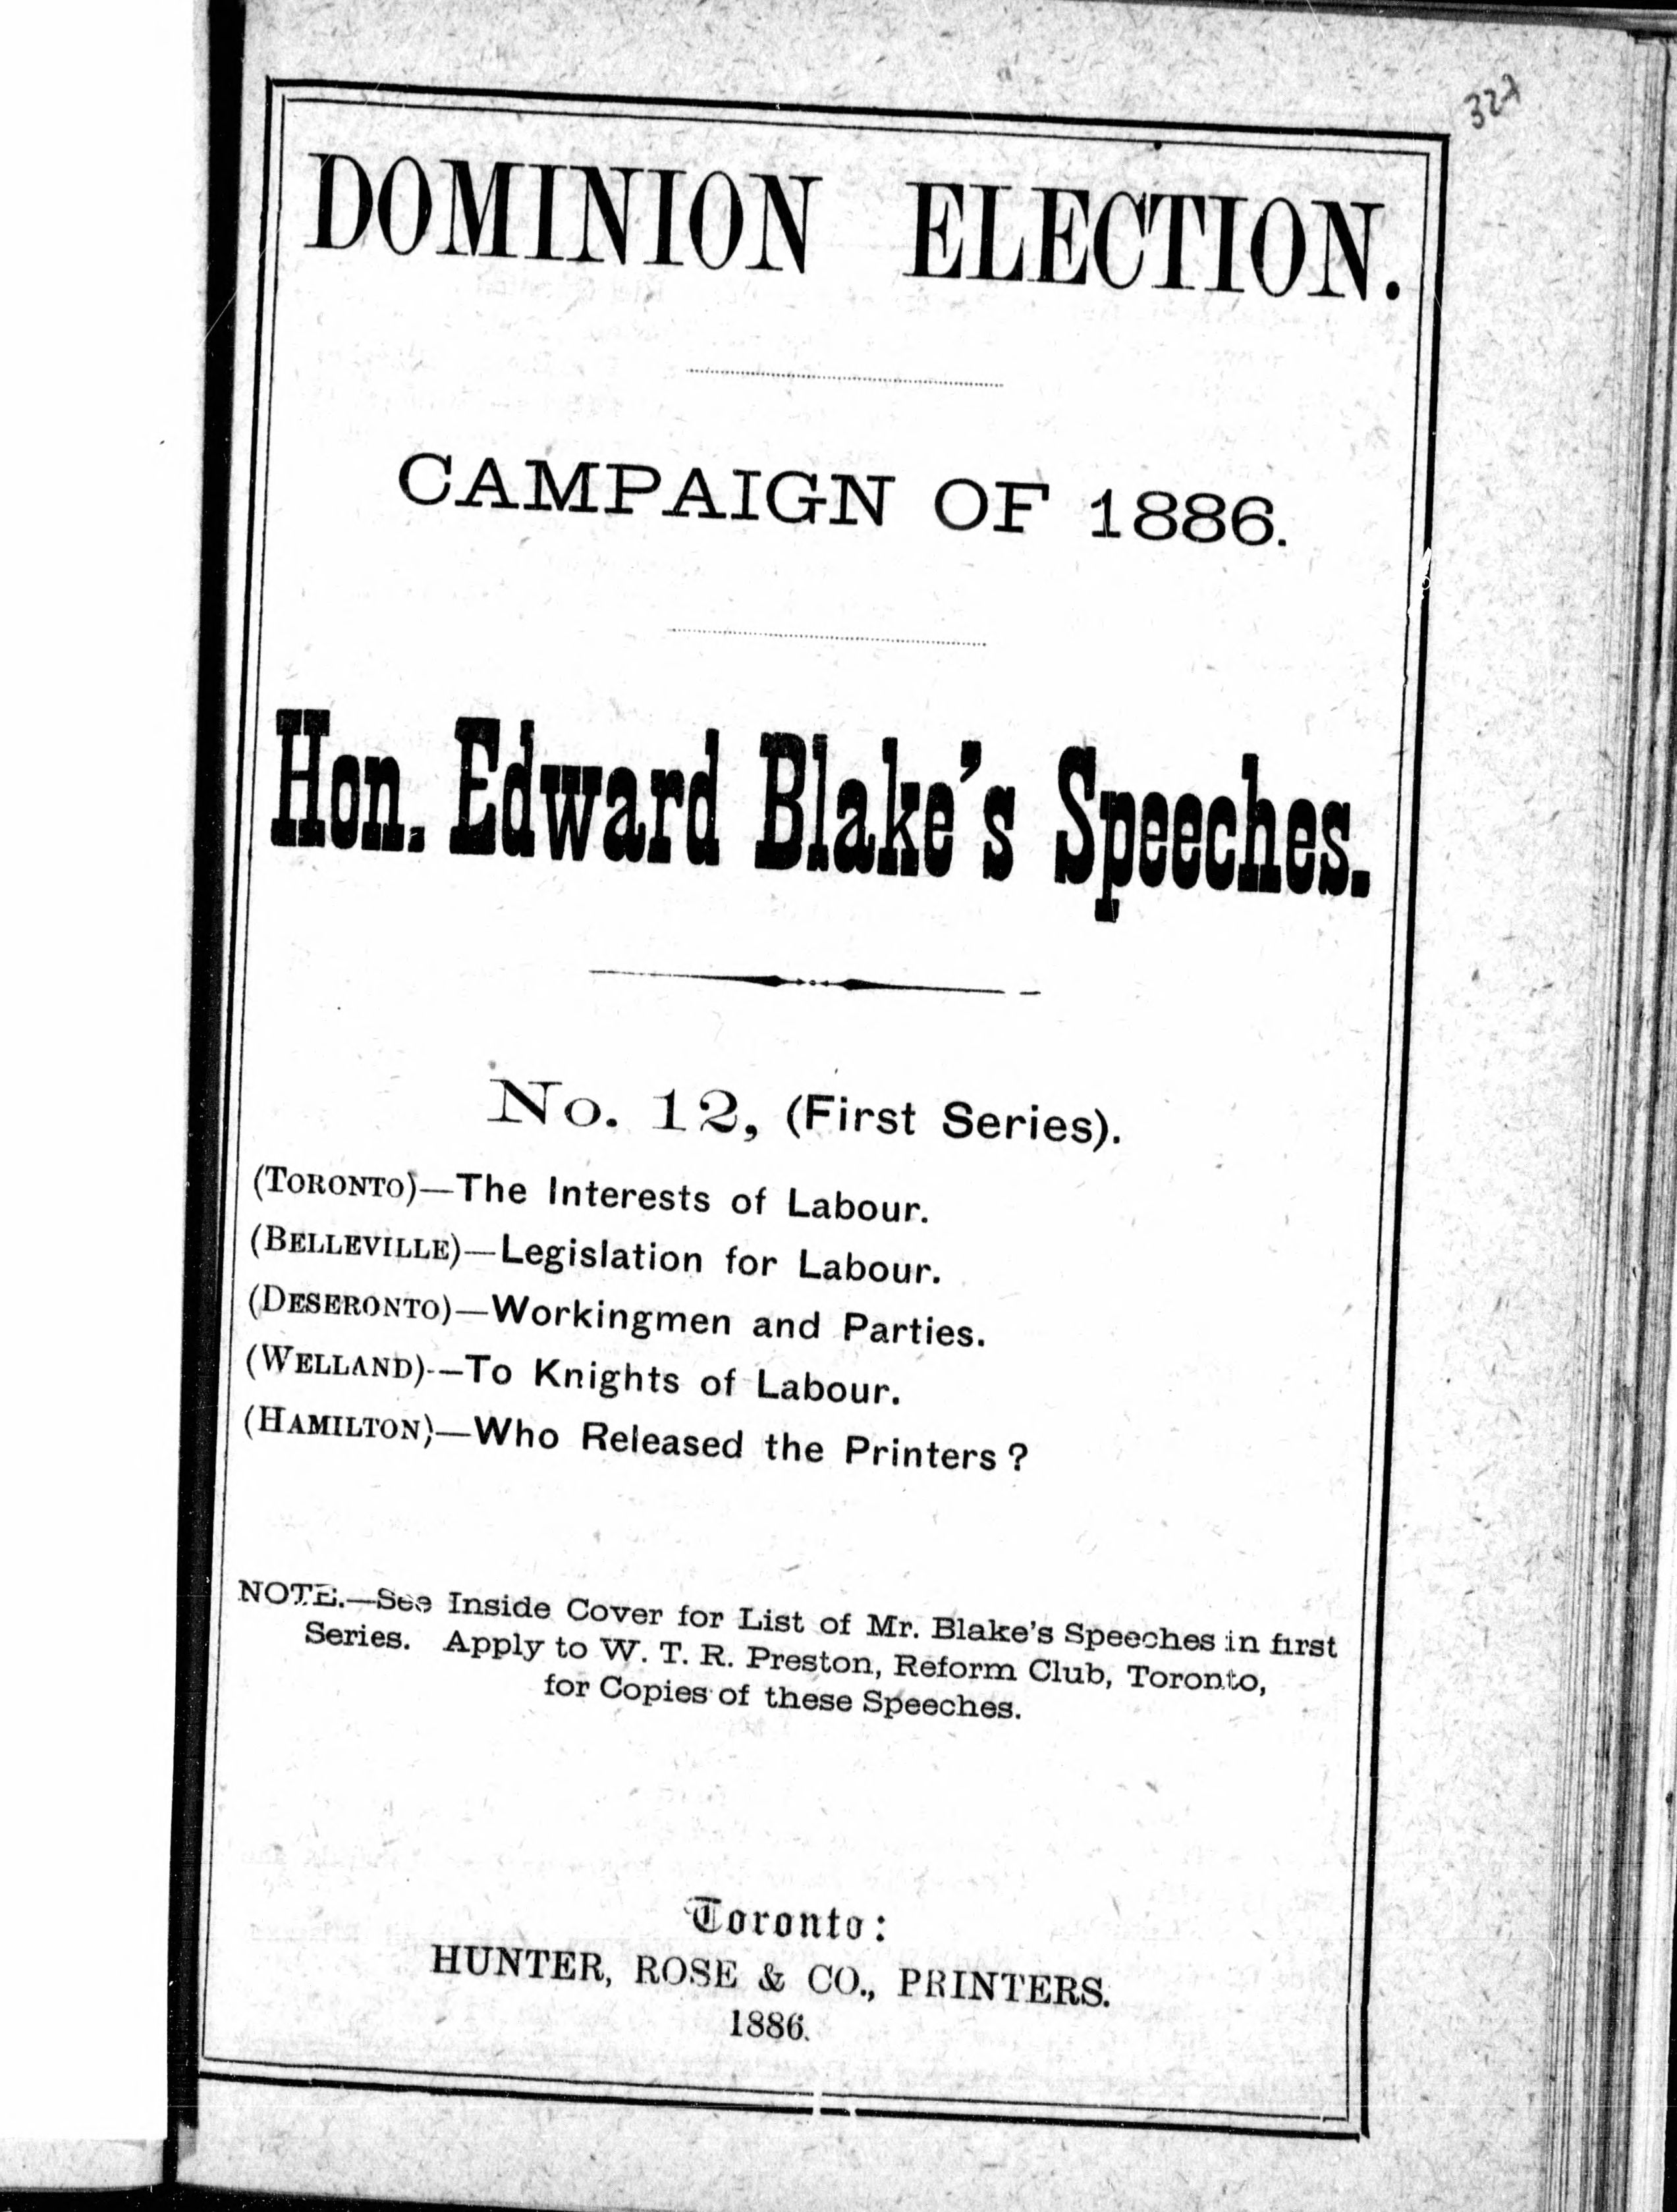 324
DOMINION ELECTION.
CAMPAIGN OF 1886.
Hon. Edward Blake's Speeches.
No. 12, (First Series).
(TORONTO)—The Interests of Labour.
(BELLEVILLE)—Legislation for Labour.
(DESERONTO)—Workingmen and Parties.
(WELLAND)—To Knights of Labour.
(HAMILTON)—Who Released the Printers?
NOTE.—See Inside Cover for List of Mr. Blake's Speeches in first
Series. Apply to W. T. R. Preston, Reform Club, Toronto,
for Copies of these Speeches.
Toronto:
HUNTER, ROSE & CO., PRINTERS.
1886.